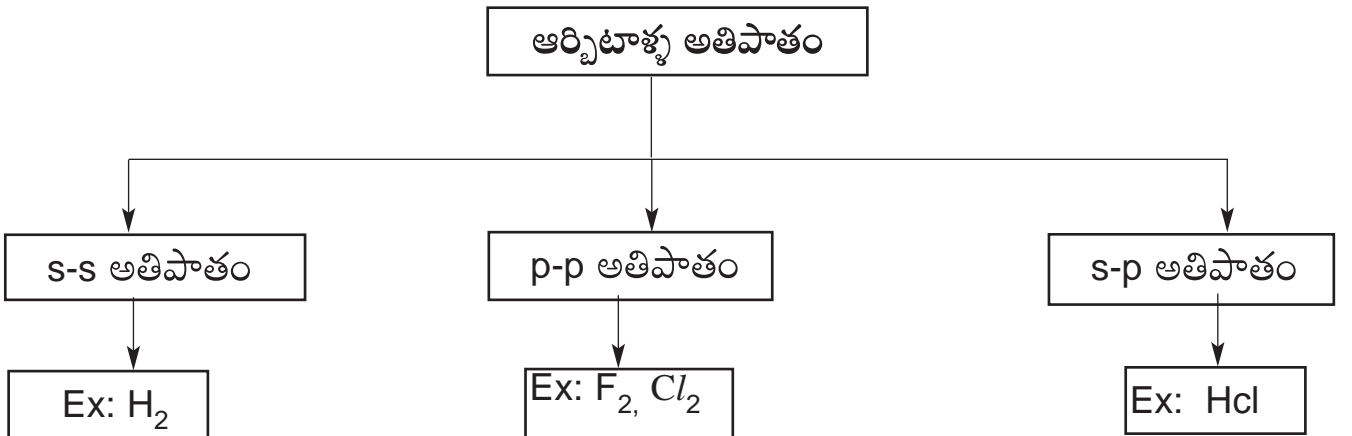 ఆర్బిటాళ్ళ అతిపాతం
s-s అతిపాతం
p-p అతిపాతం
s-p అతిపాతం
Ex: H₂
Ex: F₂, Cl₂
Ex: Hcl